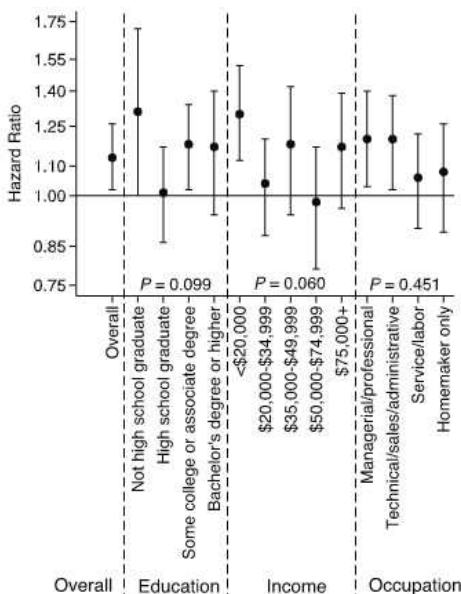 Hazard Ratio
1.75
1.55
1.40
1.25
1.10
1.00
0.85
0.75
P = 0.099
P = 0.060
P = 0.451
Overall
Not high school graduate
High school graduate
Some college or associate degree
Bachelor's degree or higher
<$20,000
$20,000-$34,999
$35,000-$49,999
$50,000-$74,999
$75,000+
Managerial/professional
Technical/sales/administrative
Service/labor
Homemaker only
Overall
Education
Income
Occupation